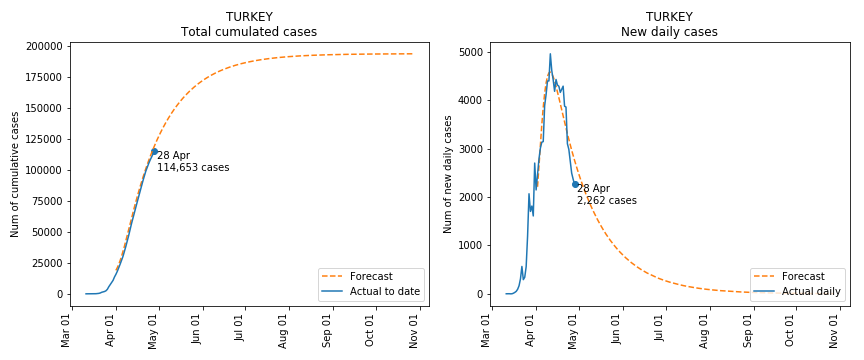 TURKEY
Total cumulated cases
Num of cumulative cases
200000
175000
150000
125000
100000
75000
50000
25000
0
28 Apr
114,653 cases
Forecast
Actual to date
Mar 01
Apr 01
May 01
Jun 01
Jul 01
Aug 01
Sep 01
Oct 01
Nov 01
TURKEY
New daily cases
Num of new daily cases
5000
4000
3000
2000
1000
0
28 Apr
2,262 cases
Forecast
Actual daily
Mar 01
Apr 01
May 01
Jun 01
Jul 01
Aug 01
Sep 01
Oct 01
Nov 01